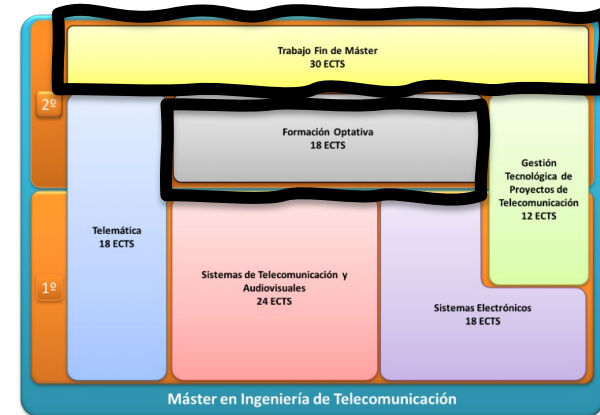 Trabajo Fin de Máster
30 ECTS
2º
Formación Optativa
18 ECTS
Gestión
Tecnológica de
Proyectos de
Telecomunicación
12 ECTS
Telemática
18 ECTS
Sistemas de Telecomunicación y
Audiovisuales
24 ECTS
1º
Sistemas Electrónicos
18 ECTS
Máster en Ingeniería de Telecomunicación